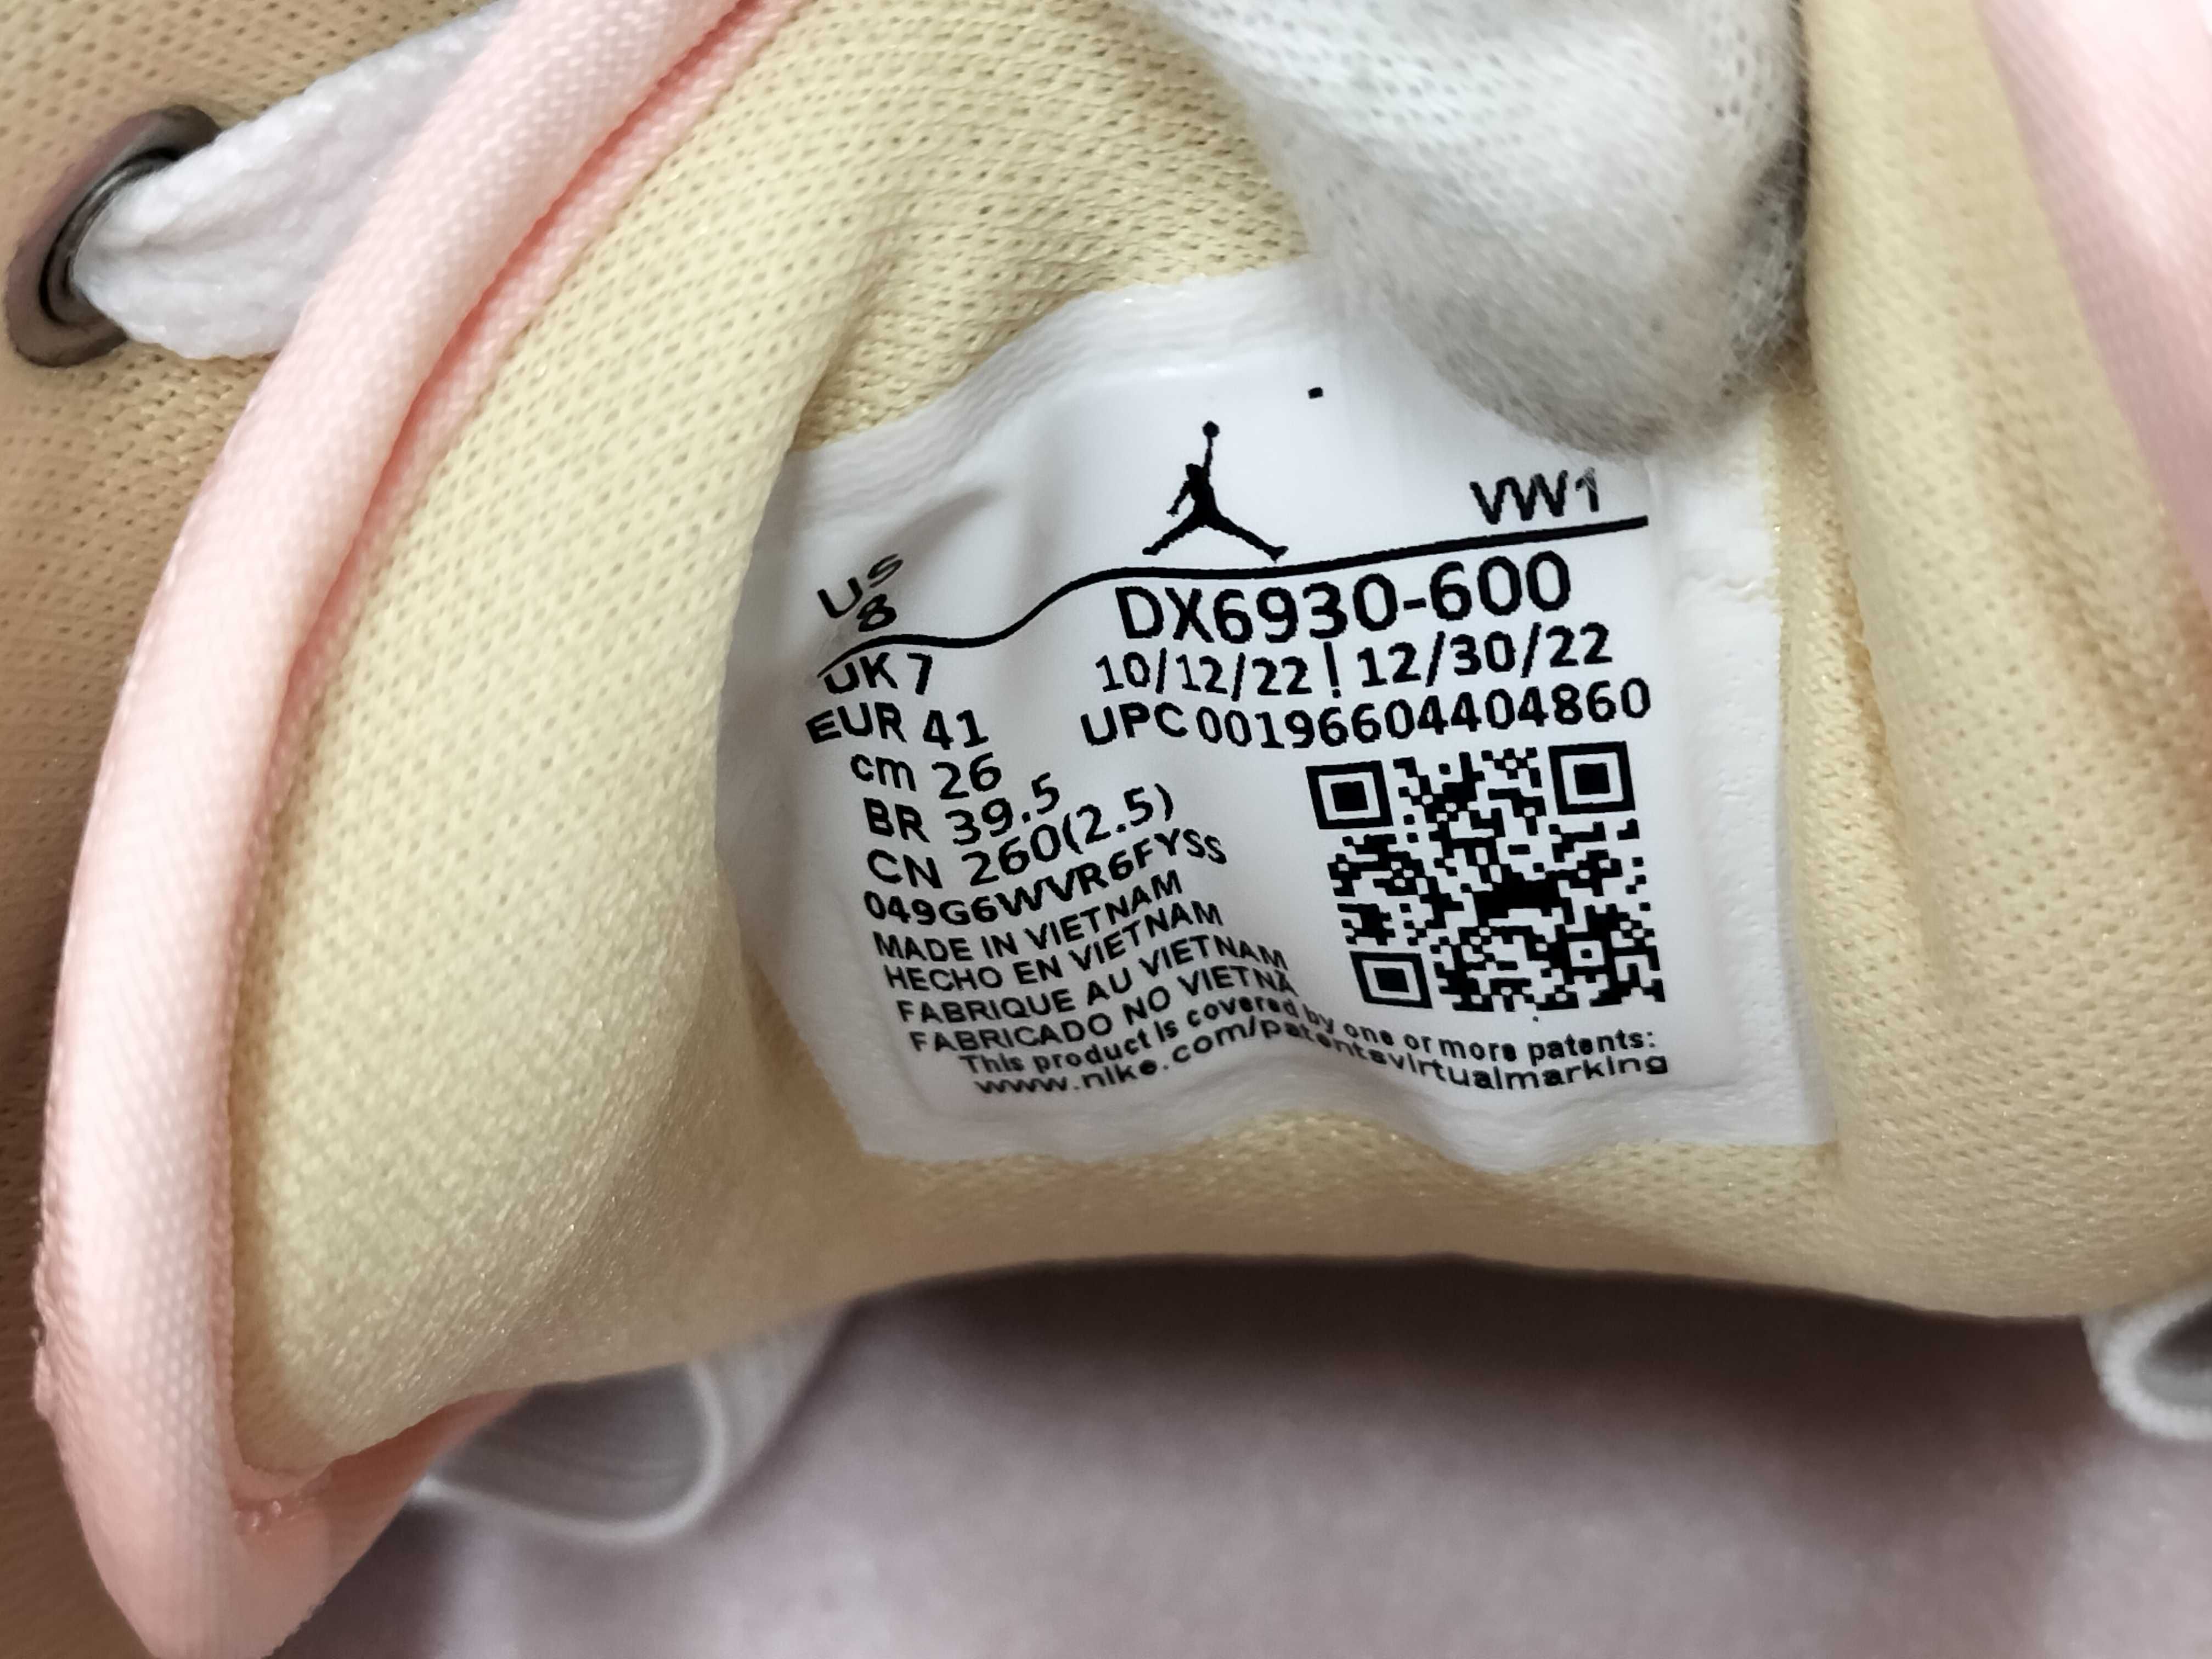 VW1
US
8
DX6930-600
UK 7
10/12/22 | 12/30/22
EUR 41
UPC 00196604404860
cm 26
BR 39.5
CN 260(2.5)
049G6WVR6FYSS
MADE IN VIETNAM
HECHO EN VIETNAM
FABRIQUE AU VIETNAM
FABRICADO NO VIETNÃ
This product is covered by one or more patents:
www.nike.com/patentsvirtualmarking